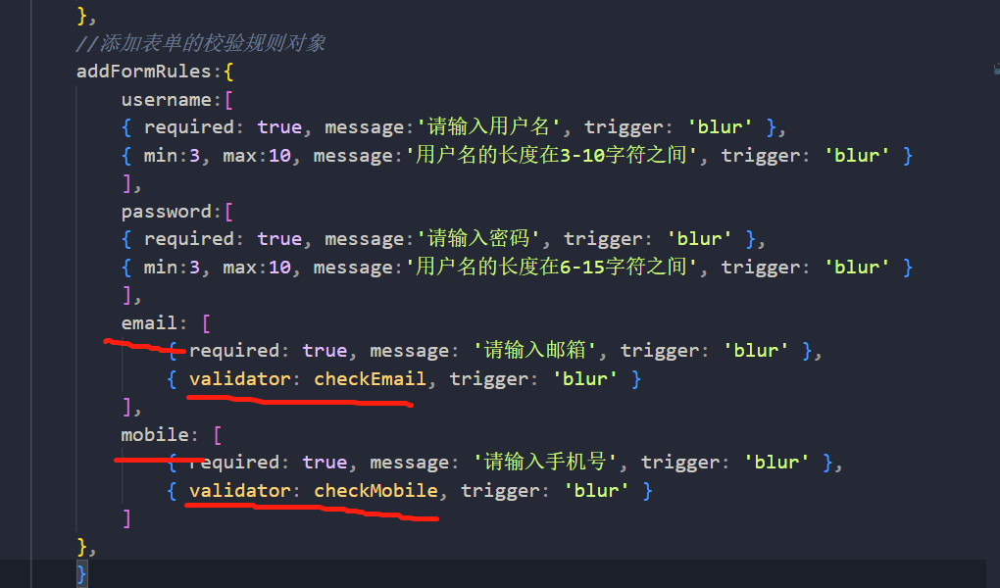 },
//添加表单的校验规则对象
addFormRules:{
username:[
{ required: true, message:'请输入用户名', trigger: 'blur' },
{ min:3, max:10, message:'用户名的长度在3-10字符之间', trigger: 'blur' }
],
password:[
{ required: true, message:'请输入密码', trigger: 'blur' },
{ min:3, max:10, message:'用户名的长度在6-15字符之间', trigger: 'blur' }
],
email: [
{ required: true, message: '请输入邮箱', trigger: 'blur' },
{ validator: checkEmail, trigger: 'blur' }
],
mobile: [
{ required: true, message: '请输入手机号', trigger: 'blur' },
{ validator: checkMobile, trigger: 'blur' }
]
},
}